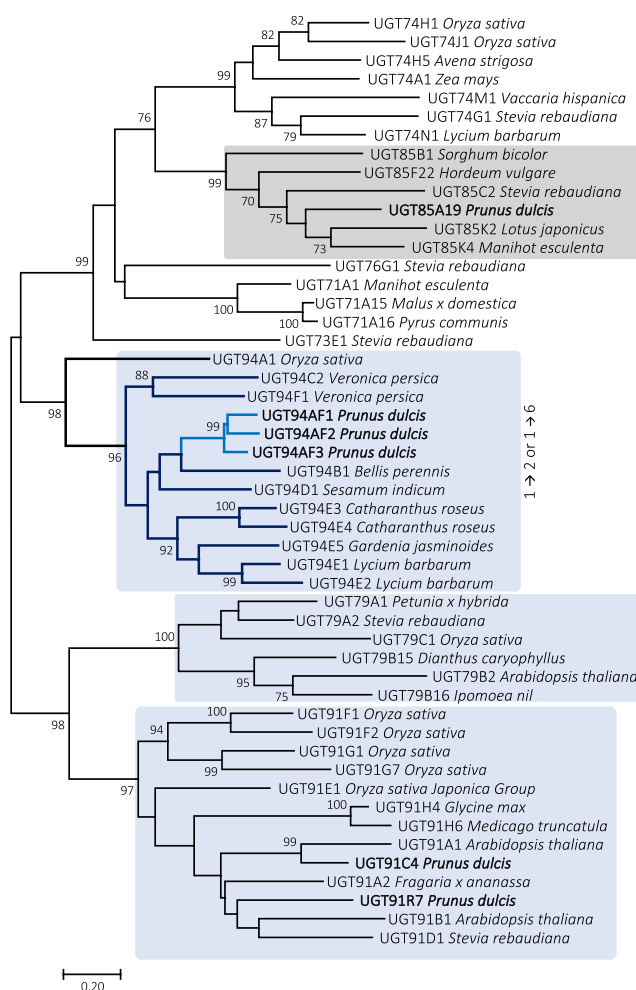 82
UGT74H1 Oryza sativa
82
UGT74J1 Oryza sativa
UGT74H5 Avena strigosa
99
UGT74A1 Zea mays
UGT74M1 Vaccaria hispanica
76
87
UGT74G1 Stevia rebaudiana
79
UGT74N1 Lycium barbarum
UGT85B1 Sorghum bicolor
99
UGT85F22 Hordeum vulgare
70
UGT85C2 Stevia rebaudiana
75
UGT85A19 Prunus dulcis
UGT85K2 Lotus japonicus
73
UGT85K4 Manihot esculenta
99
UGT76G1 Stevia rebaudiana
UGT71A1 Manihot esculenta
100
UGT71A15 Malus x domestica
100
UGT71A16 Pyrus communis
UGT73E1 Stevia rebaudiana
UGT94A1 Oryza sativa
98
88
UGT94C2 Veronica persica
UGT94F1 Veronica persica
UGT94AF1 Prunus dulcis
99
UGT94AF2 Prunus dulcis
96
UGT94AF3 Prunus dulcis
UGT94B1 Bellis perennis
UGT94D1 Sesamum indicum
100
UGT94E3 Catharanthus roseus
UGT94E4 Catharanthus roseus
92
UGT94E5 Gardenia jasminoides
UGT94E1 Lycium barbarum
99
UGT94E2 Lycium barbarum
1 → 2 or 1 → 6
UGT79A1 Petunia x hybrida
UGT79A2 Stevia rebaudiana
100
UGT79C1 Oryza sativa
UGT79B15 Dianthus caryophyllus
95
UGT79B2 Arabidopsis thaliana
75
UGT79B16 Ipomoea nil
98
100
UGT91F1 Oryza sativa
94
UGT91F2 Oryza sativa
UGT91G1 Oryza sativa
99
UGT91G7 Oryza sativa
97
UGT91E1 Oryza sativa Japonica Group
100
UGT91H4 Glycine max
UGT91H6 Medicago truncatula
99
UGT91A1 Arabidopsis thaliana
UGT91C4 Prunus dulcis
UGT91A2 Fragaria x ananassa
UGT91R7 Prunus dulcis
UGT91B1 Arabidopsis thaliana
UGT91D1 Stevia rebaudiana
0.20